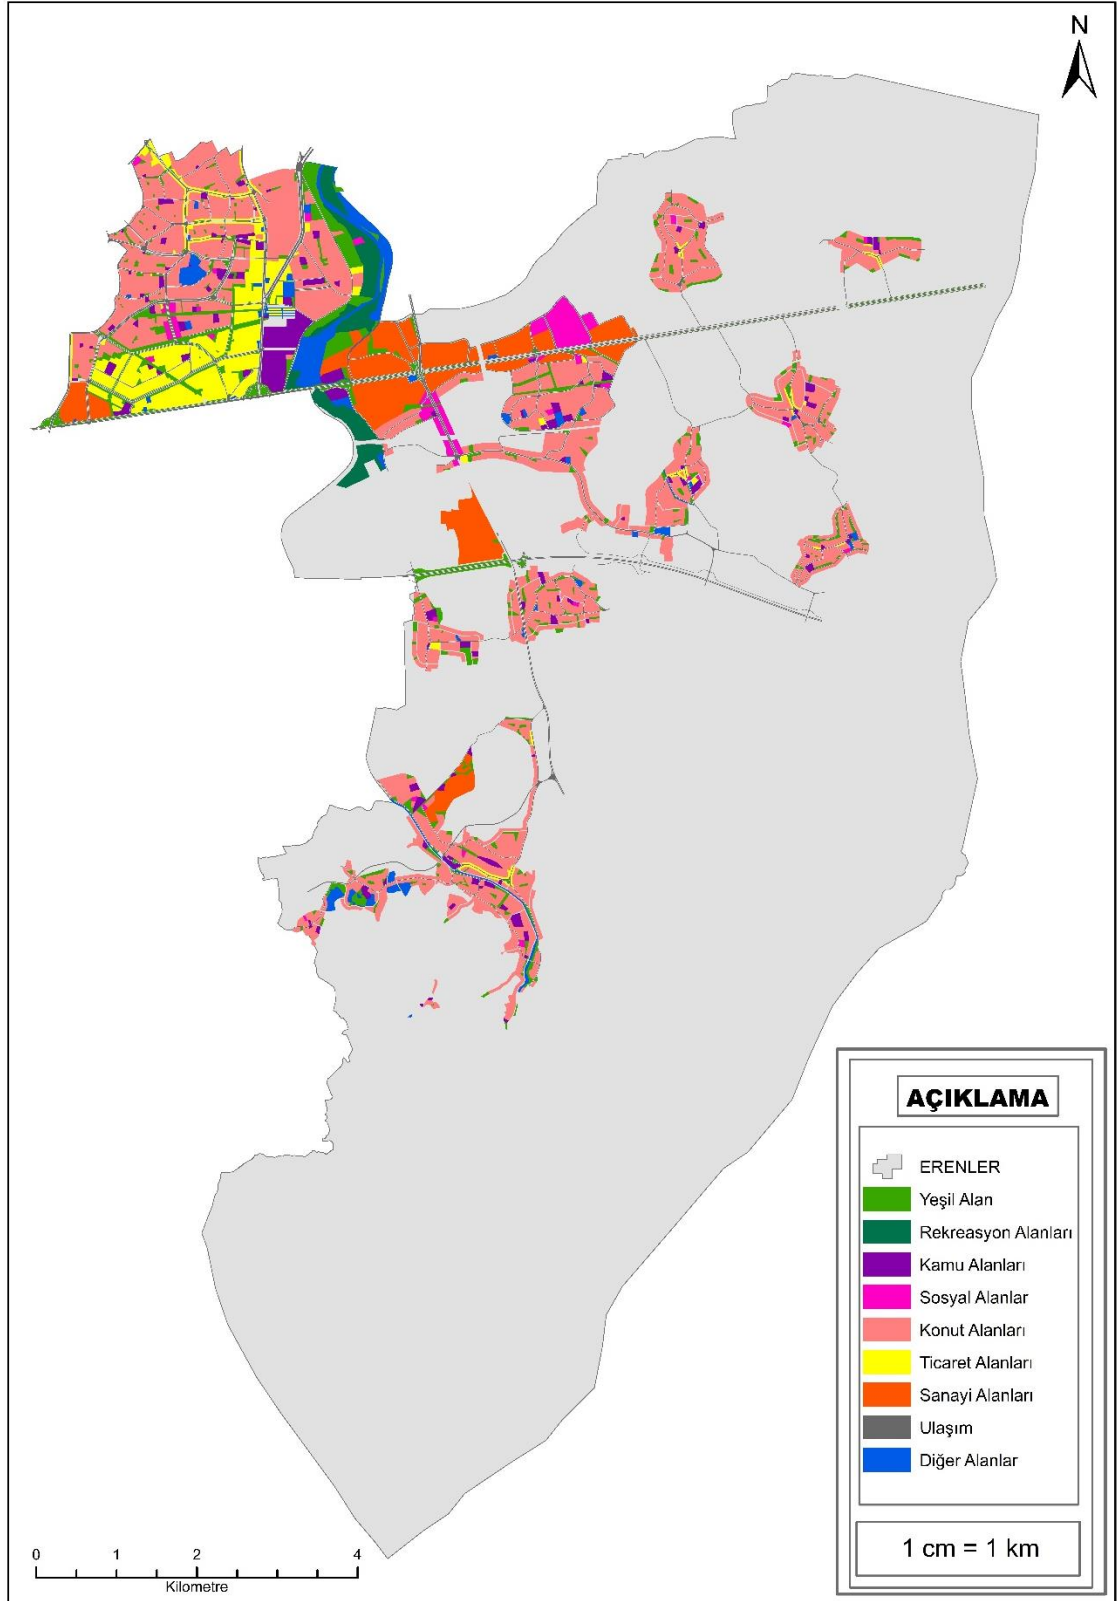 N
AÇIKLAMA
ERENLER
Yeşil Alan
Rekreasyon Alanları
Kamu Alanları
Sosyal Alanlar
Konut Alanları
Ticaret Alanları
Sanayi Alanları
Ulaşım
Diğer Alanlar
1 cm = 1 km
0 1 2 4
Kilometre